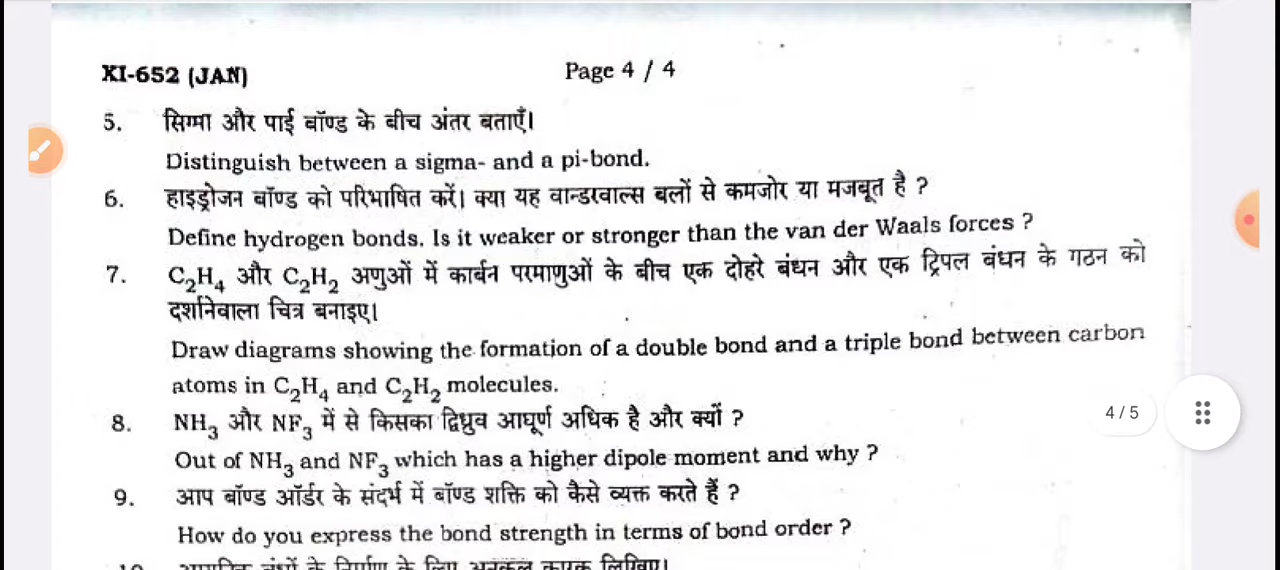 XI-652 (JAN)
Page 4 / 4
5. सिग्मा और पाई बॉण्ड के बीच अंतर बताएँ।
Distinguish between a sigma- and a pi-bond.
6. हाइड्रोजन बॉण्ड को परिभाषित करें। क्या यह वान्डरवाल्स बलों से कमजोर या मजबूत है ?
Define hydrogen bonds. Is it weaker or stronger than the van der Waals forces ?
7. C₂H₄ और C₂H₂ अणुओं में कार्बन परमाणुओं के बीच एक दोहरे बंधन और एक ट्रिपल बंधन के गठन को
दर्शानेवाला चित्र बनाइए।
Draw diagrams showing the formation of a double bond and a triple bond between carbon
atoms in C₂H₄ and C₂H₂ molecules.
8. NH₃ और NF₃ में से किसका द्विध्रुव आघूर्ण अधिक है और क्यों ?
4 / 5
Out of NH₃ and NF₃ which has a higher dipole moment and why ?
9. आप बॉण्ड ऑर्डर के संदर्भ में बॉण्ड शक्ति को कैसे व्यक्त करते हैं ?
How do you express the bond strength in terms of bond order ?